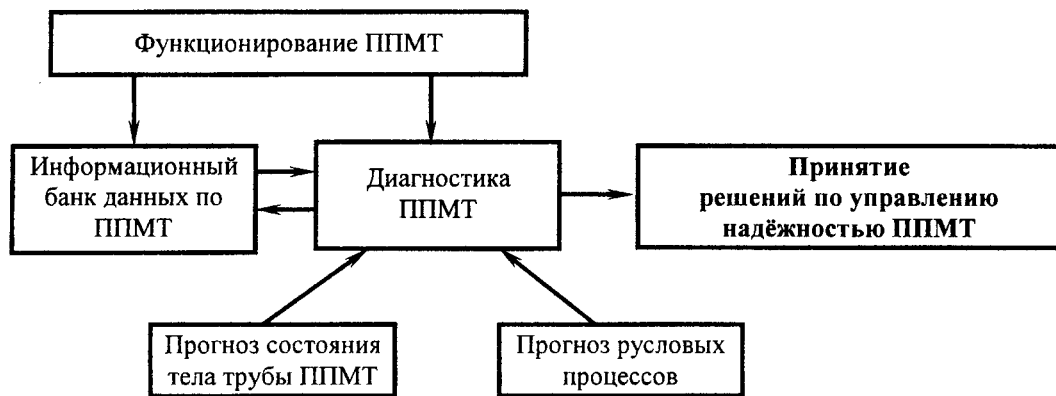 Функционирование ППМТ
Информационный
банк данных по
ППМТ
Диагностика
ППМТ
Принятие
решений по управлению
надёжностью ППМТ
Прогноз состояния
тела трубы ППМТ
Прогноз русловых
процессов